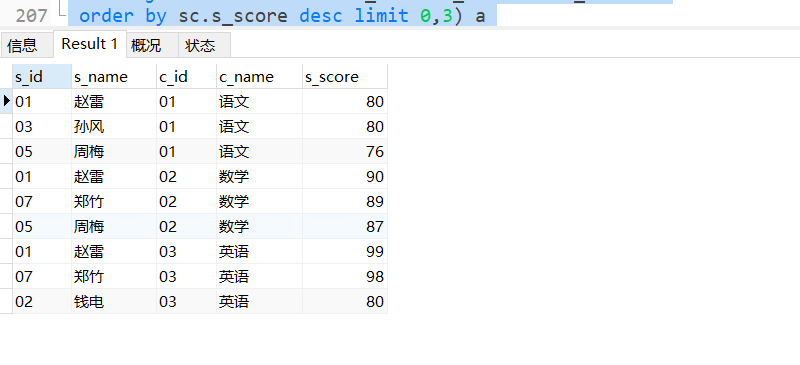 207 order by sc.s_score desc limit 0,3) a
信息 Result 1 概况 状态
s_id s_name c_id c_name s_score
01 赵雷 01 语文 80
03 孙风 01 语文 80
05 周梅 01 语文 76
01 赵雷 02 数学 90
07 郑竹 02 数学 89
05 周梅 02 数学 87
01 赵雷 03 英语 99
07 郑竹 03 英语 98
02 钱电 03 英语 80